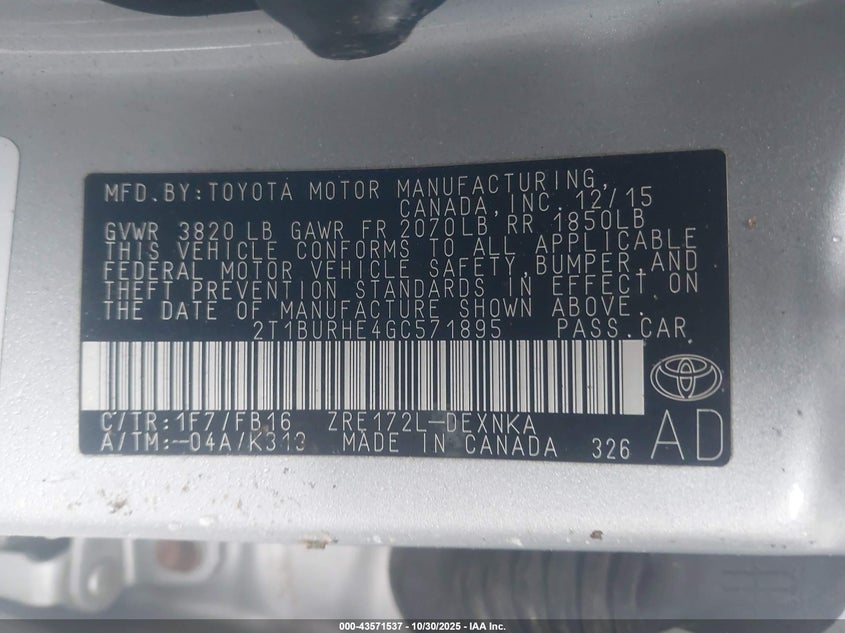 MFD.BY:TOYOTA MOTOR MANUFACTURING,
CANADA,INC. 12/15
GVWR 3820 LB GAWR FR 2070LB RR 1850LB
THIS VEHICLE CONFORMS TO ALL APPLICABLE
FEDERAL MOTOR VEHICLE SAFETY,BUMPER,AND
THEFT PREVENTION STANDARDS IN EFFECT ON
THE DATE OF MANUFACTURE SHOWN ABOVE.
2T1BURHE4GC571895 PASS.CAR
C/TR:1F7/FB16 ZRE172L-DEXNKA
A/TM:-04A/K313 MADE IN CANADA 326 AD
000-43571537 - 10/30/2025 - IAA Inc.